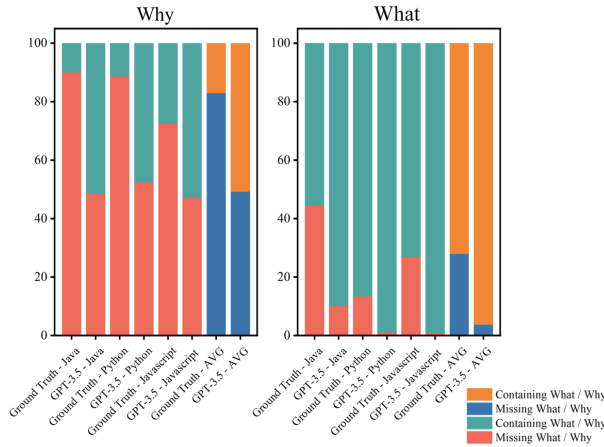 Why
What
100
80
60
40
20
0
100
80
60
40
20
0
Ground Truth - Java
GPT-3.5 - Java
Ground Truth - Python
GPT-3.5 - Python
Ground Truth - Javascript
GPT-3.5 - Javascript
Ground Truth - AVG
GPT-3.5 - AVG
Ground Truth - Java
GPT-3.5 - Java
Ground Truth - Python
GPT-3.5 - Python
Ground Truth - Javascript
GPT-3.5 - Javascript
Ground Truth - AVG
GPT-3.5 - AVG
Containing What / Why
Missing What / Why
Containing What / Why
Missing What / Why